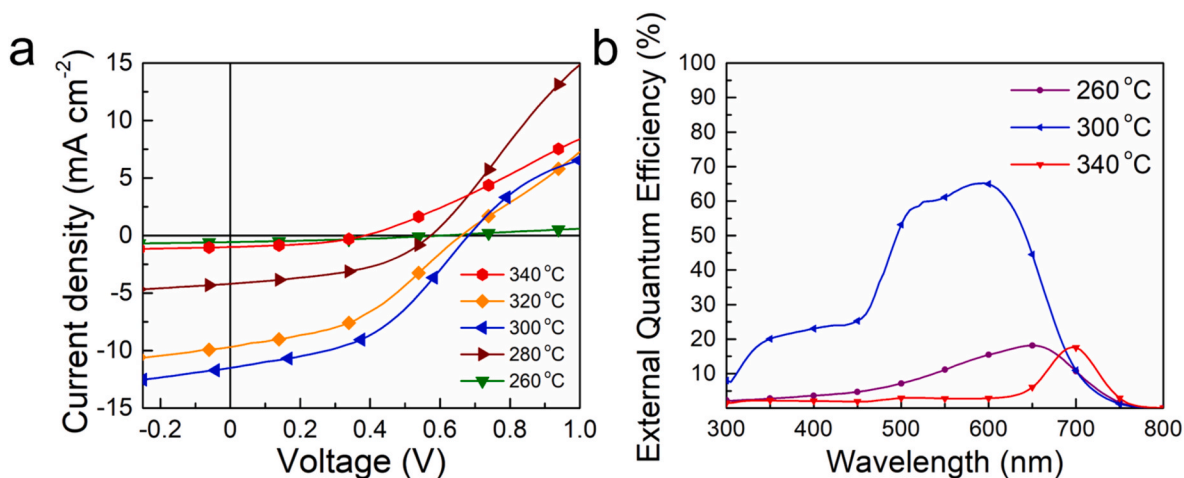 a
Current density (mA cm⁻²)
15
10
5
0
-5
-10
-15
-0.2 0 0.2 0.4 0.6 0.8 1.0
Voltage (V)
340 °C
320 °C
300 °C
280 °C
260 °C
b
External Quantum Efficiency (%)
100
90
80
70
60
50
40
30
20
10
300 400 500 600 700 800
Wavelength (nm)
260 °C
300 °C
340 °C